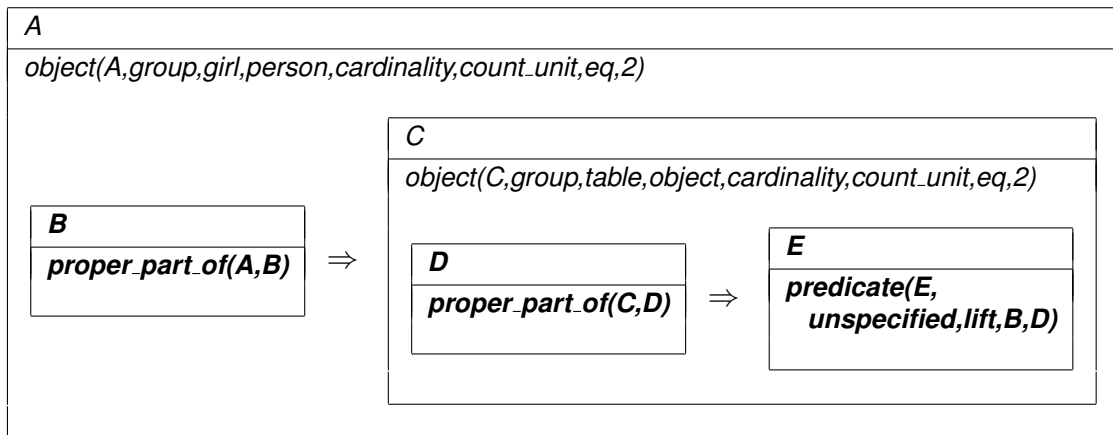 A
object(A,group,girl,person,cardinality,count_unit,eq,2)
C
object(C,group,table,object,cardinality,count_unit,eq,2)
B
proper_part_of(A,B)
⇒
D
proper_part_of(C,D)
⇒
E
predicate(E,
unspecified,lift,B,D)